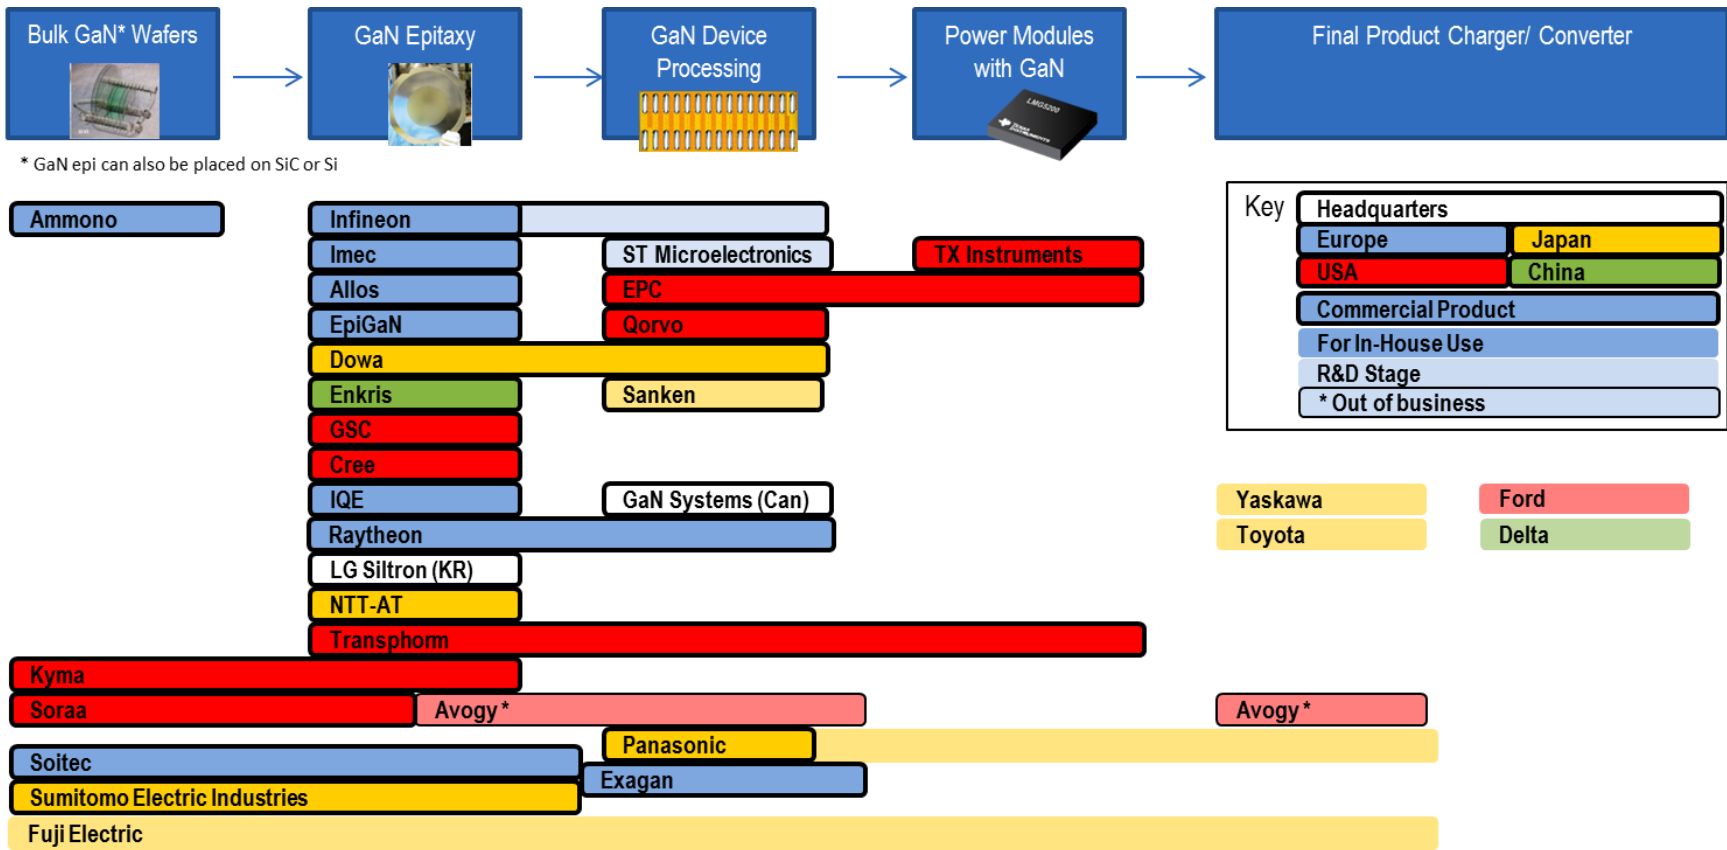 Bulk GaN* Wafers
GaN Epitaxy
GaN Device
Processing
Power Modules
with GaN
LMG5200
TEXAS
INSTRUMENTS
Final Product Charger/ Converter
* GaN epi can also be placed on SiC or Si
Key
Headquarters
Europe
Japan
USA
China
Commercial Product
For In-House Use
R&D Stage
* Out of business
Ammono
Infineon
Imec
ST Microelectronics
TX Instruments
Allos
EPC
EpiGaN
Qorvo
Dowa
Enkris
Sanken
GSC
Cree
IQE
GaN Systems (Can)
Yaskawa
Ford
Raytheon
Toyota
Delta
LG Siltron (KR)
NTT-AT
Transphorm
Kyma
Soraa
Avogy *
Avogy *
Panasonic
Soitec
Exagan
Sumitomo Electric Industries
Fuji Electric